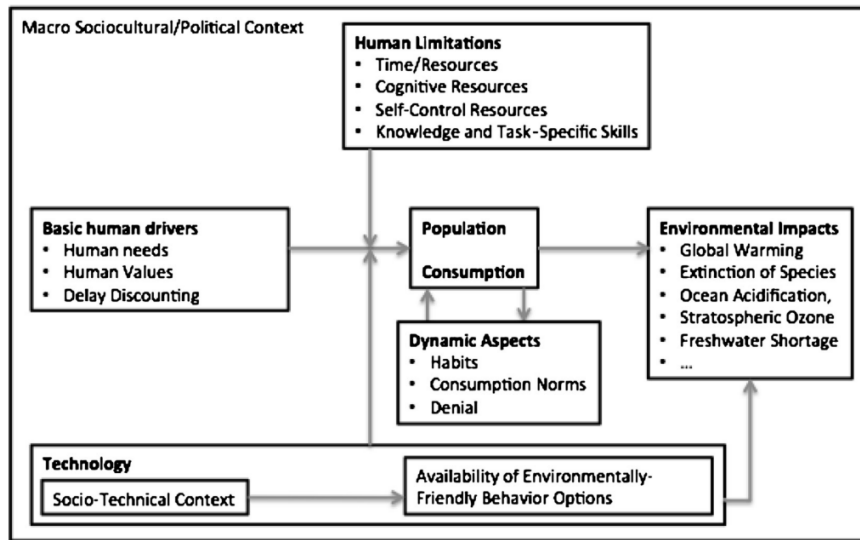 Macro Sociocultural/Political Context
Human Limitations
• Time/Resources
• Cognitive Resources
• Self-Control Resources
• Knowledge and Task-Specific Skills
Basic human drivers
• Human needs
• Human Values
• Delay Discounting
Population
Consumption
Environmental Impacts
• Global Warming
• Extinction of Species
• Ocean Acidification,
• Stratospheric Ozone
• Freshwater Shortage
• ...
Dynamic Aspects
• Habits
• Consumption Norms
• Denial
Technology
Socio-Technical Context
Availability of Environmentally-
Friendly Behavior Options